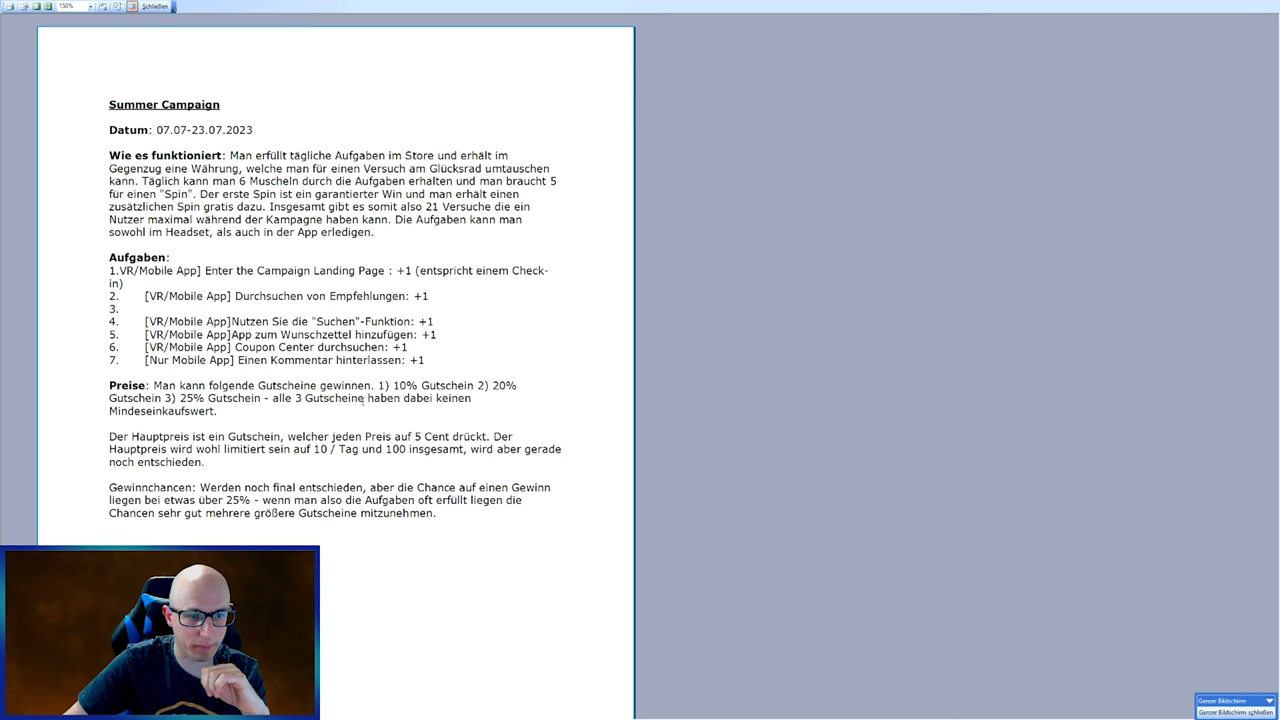 150%
Schließen
Summer Campaign
Datum: 07.07-23.07.2023
Wie es funktioniert: Man erfüllt tägliche Aufgaben im Store und erhält im
Gegenzug eine Währung, welche man für einen Versuch am Glücksrad umtauschen
kann. Täglich kann man 6 Muscheln durch die Aufgaben erhalten und man braucht 5
für einen "Spin". Der erste Spin ist ein garantierter Win und man erhält einen
zusätzlichen Spin gratis dazu. Insgesamt gibt es somit also 21 Versuche die ein
Nutzer maximal während der Kampagne haben kann. Die Aufgaben kann man
sowohl im Headset, als auch in der App erledigen.
Aufgaben:
1.VR/Mobile App] Enter the Campaign Landing Page : +1 (entspricht einem Check-
in)
2. [VR/Mobile App] Durchsuchen von Empfehlungen: +1
3.
4. [VR/Mobile App]Nutzen Sie die "Suchen"-Funktion: +1
5. [VR/Mobile App]App zum Wunschzettel hinzufügen: +1
6. [VR/Mobile App] Coupon Center durchsuchen: +1
7. [Nur Mobile App] Einen Kommentar hinterlassen: +1
Preise: Man kann folgende Gutscheine gewinnen. 1) 10% Gutschein 2) 20%
Gutschein 3) 25% Gutschein - alle 3 Gutscheine haben dabei keinen
Mindeseinkaufswert.
Der Hauptpreis ist ein Gutschein, welcher jeden Preis auf 5 Cent drückt. Der
Hauptpreis wird wohl limitiert sein auf 10 / Tag und 100 insgesamt, wird aber gerade
noch entschieden.
Gewinnchancen: Werden noch final entschieden, aber die Chance auf einen Gewinn
liegen bei etwas über 25% - wenn man also die Aufgaben oft erfüllt liegen die
Chancen sehr gut mehrere größere Gutscheine mitzunehmen.
Ganzer Bildschirm
Ganzer Bildschirm schließen